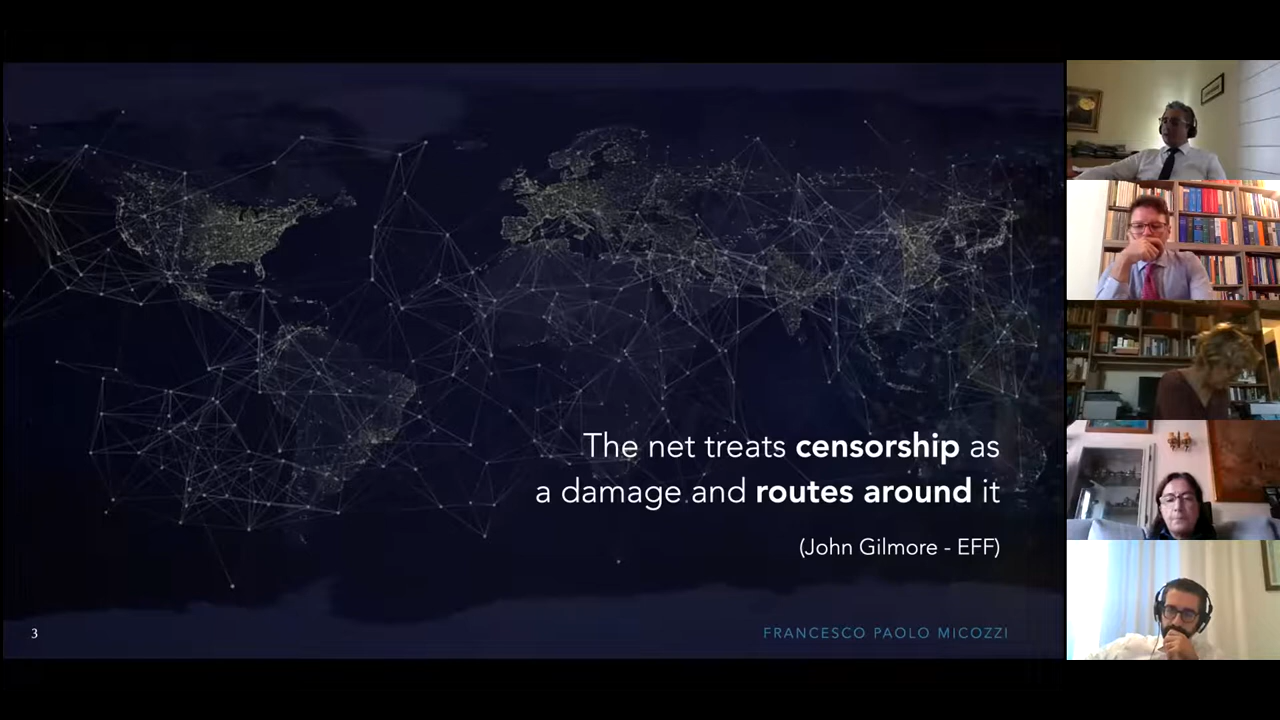 The net treats censorship as
a damage and routes around it
(John Gilmore - EFF)
3
FRANCESCO PAOLO MICOZZI